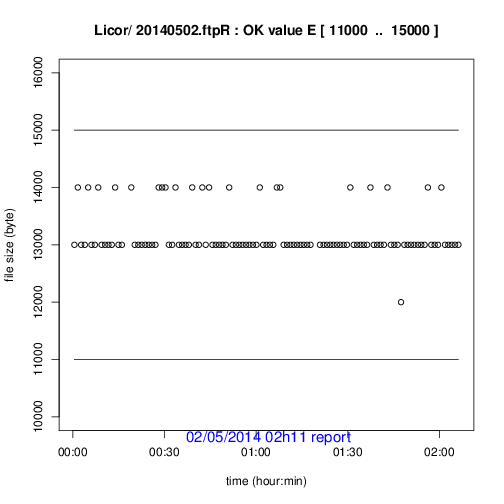 Licor/ 20140502.ftpR : OK value E [ 11000 .. 15000 ]
file size (byte)
16000
15000
14000
13000
12000
11000
10000
02/05/2014 02h11 report
00:00 00:30 01:00 01:30 02:00
time (hour:min)